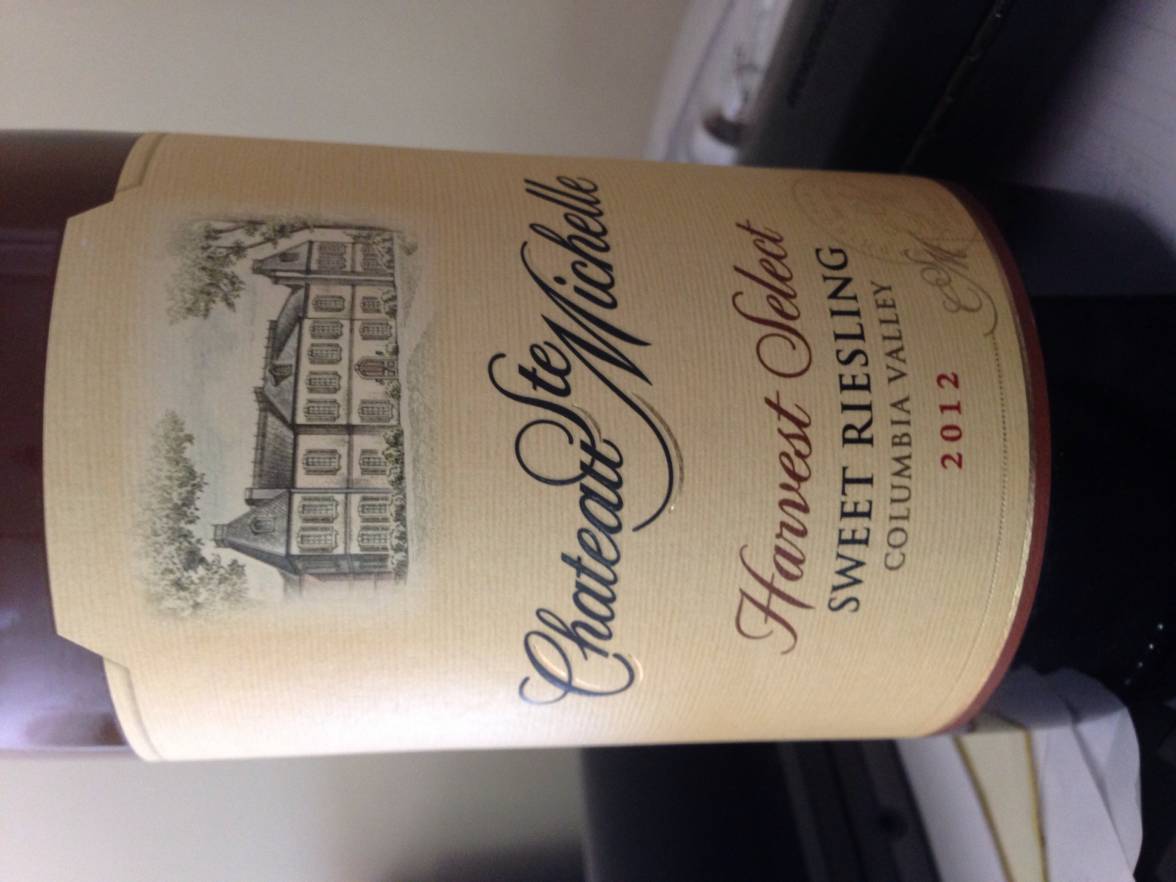 Chateau Ste Michelle
Harvest Select
SWEET RIESLING
COLUMBIA VALLEY
2012